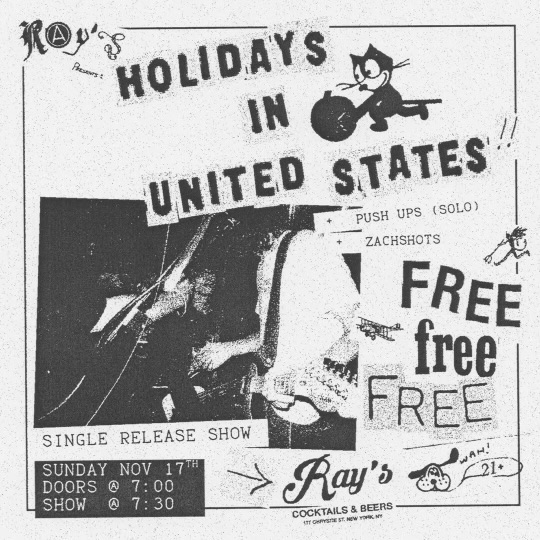 Ray's
Presents:
HOLIDAYS
IN
UNITED STATES"
+ PUSH UPS (SOLO)
+ ZACHSHOTS
FREE
free
FREE
SINGLE RELEASE SHOW
SUNDAY NOV 17TH
DOORS @ 7:00
SHOW @ 7:30
Ray's
COCKTAILS & BEERS
177 CHRYSTIE ST. NEW YORK, NY
WAH!
21+